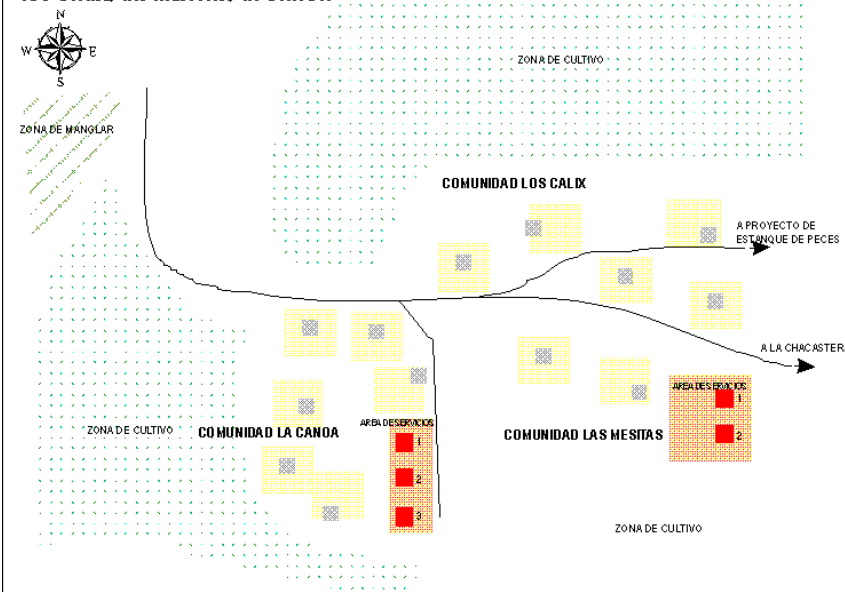 N
W E
S
ZONA DE CULTIVO
ZONA DE MANGLAR
COMUNIDAD LOS CALIX
A PROYECTO DE
ESTANQUE DE PECES
A LA CHACASTER
AREA DE SERVICIOS
1
2
ZONA DE CULTIVO
COMUNIDAD LA CANOA
AREA DE SERVICIOS
1
2
3
COMUNIDAD LAS MESITAS
ZONA DE CULTIVO